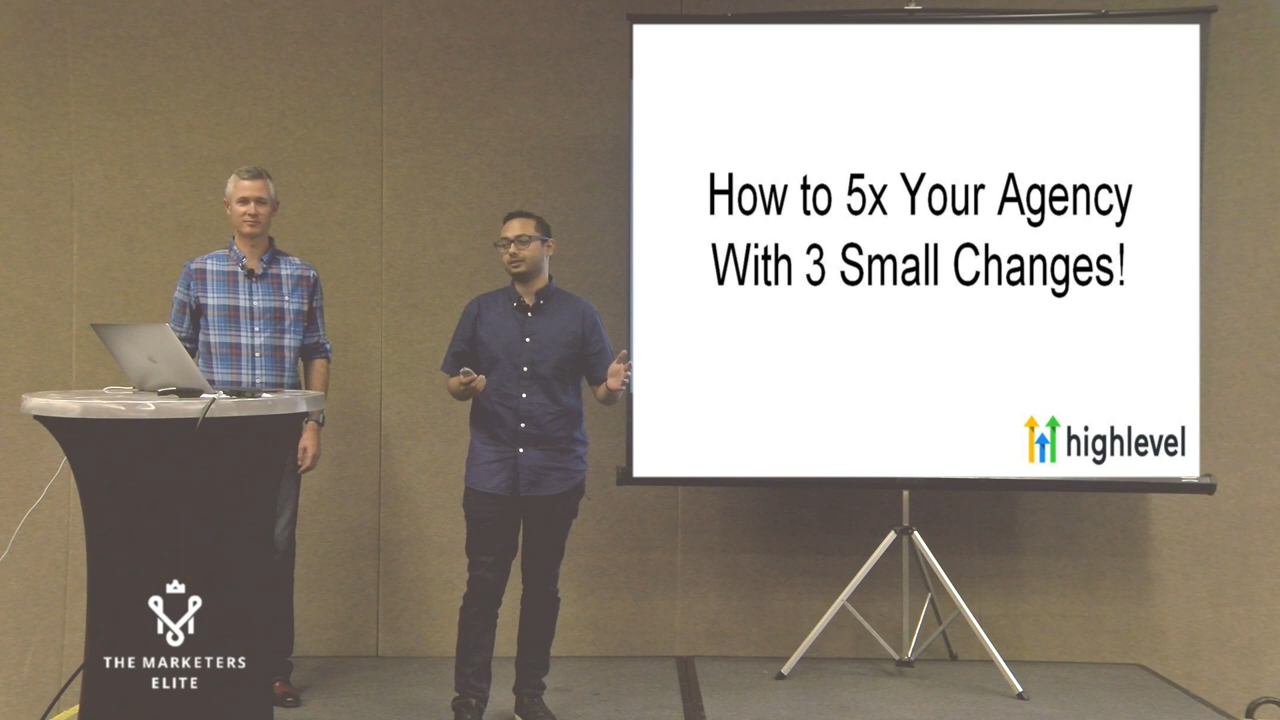 How to 5x Your Agency
With 3 Small Changes!
highlevel
THE MARKETERS
ELITE